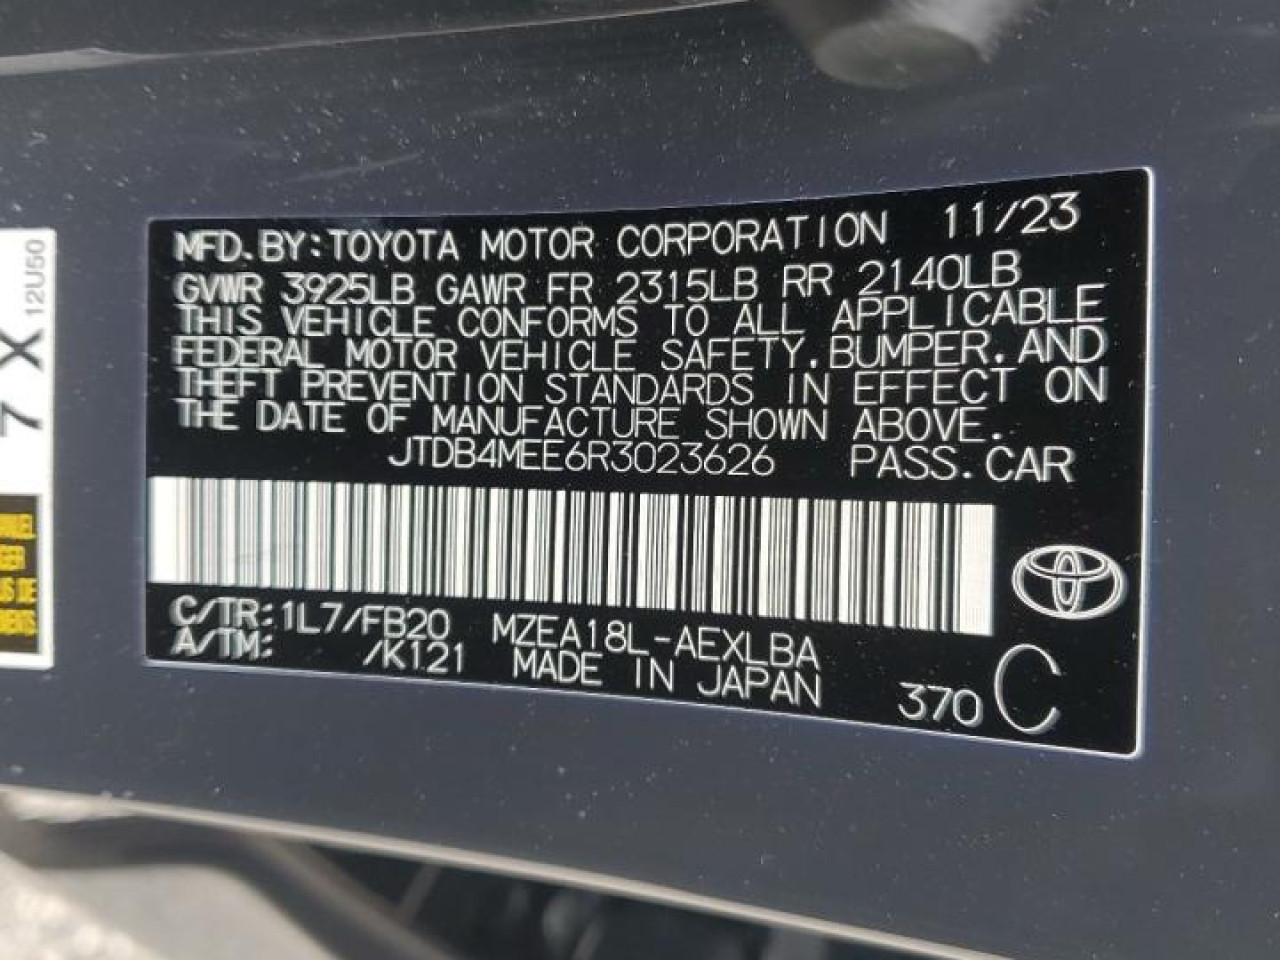 MFD.BY:TOYOTA MOTOR CORPORATION 11/23
GVWR 3925LB GAWR FR 2315LB RR 2140LB
THIS VEHICLE CONFORMS TO ALL APPLICABLE
FEDERAL MOTOR VEHICLE SAFETY,BUMPER,AND
THEFT PREVENTION STANDARDS IN EFFECT ON
THE DATE OF MANUFACTURE SHOWN ABOVE.
JTDB4MEE6R3023626 PASS.CAR
C/TR:1L7/FB20 MZEA18L-AEXLBA
A/TM: /K121 MADE IN JAPAN 370 C
7 X
12U50